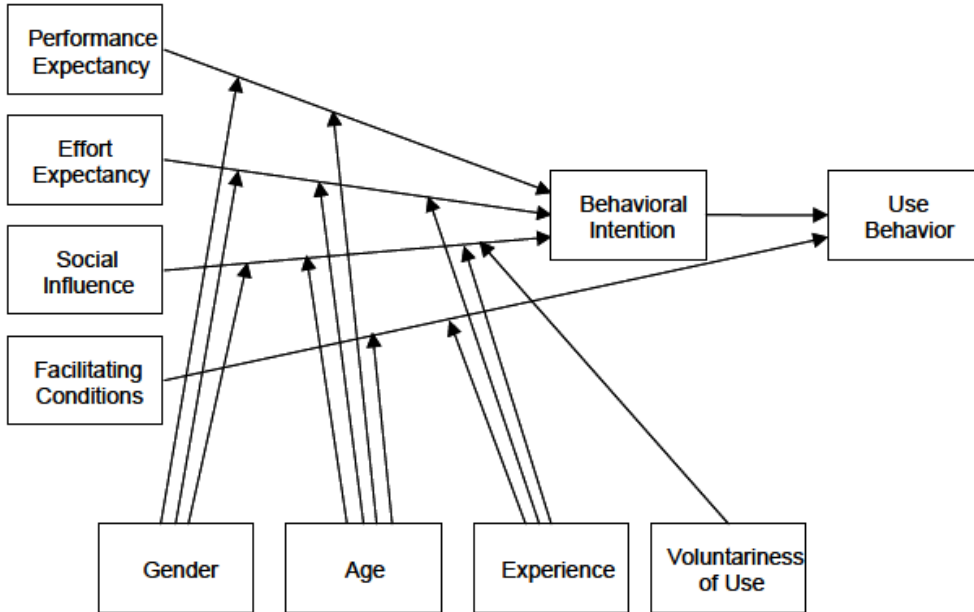 Performance
Expectancy
Effort
Expectancy
Social
Influence
Facilitating
Conditions
Behavioral
Intention
Use
Behavior
Gender
Age
Experience
Voluntariness
of Use